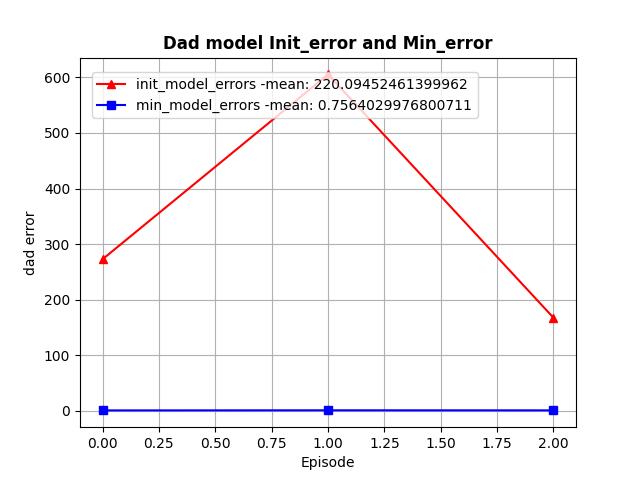 Dad model Init_error and Min_error
init_model_errors -mean: 220.09452461399962
min_model_errors -mean: 0.7564029976800711
dad error
600
500
400
300
200
100
0
0.00 0.25 0.50 0.75 1.00 1.25 1.50 1.75 2.00
Episode